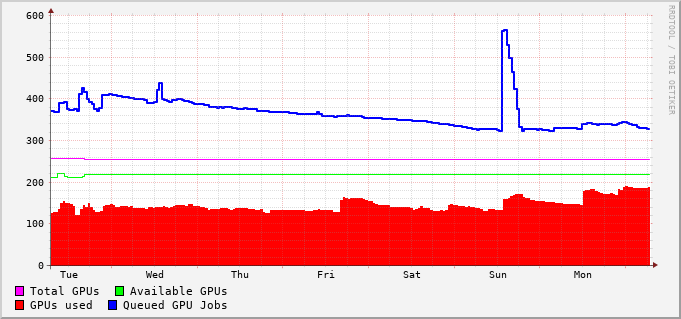 600
500
400
300
200
100
0
Tue Wed Thu Fri Sat Sun Mon
Total GPUs Available GPUs
GPUs used Queued GPU Jobs
RRDTOOL / TOBI OETIKER